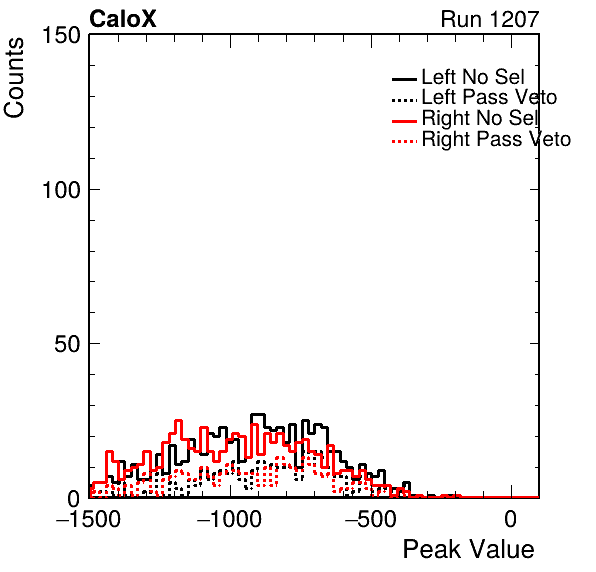 CaloX Run 1207
Counts
150
100
50
0
Left No Sel
Left Pass Veto
Right No Sel
Right Pass Veto
−1500 −1000 −500 0
Peak Value